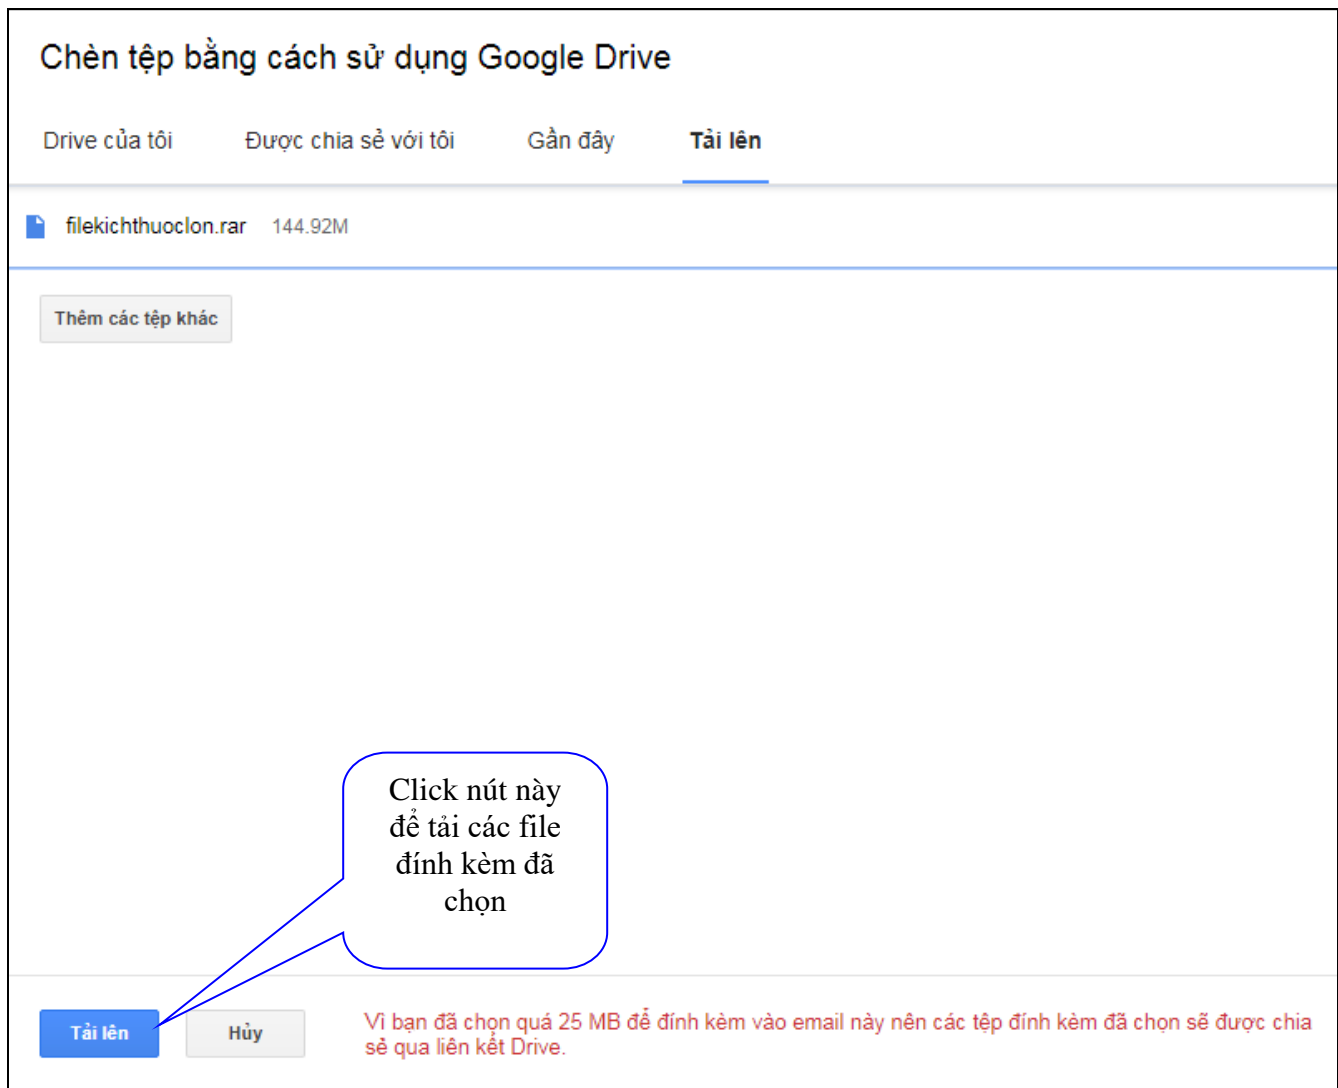 Chèn tệp bằng cách sử dụng Google Drive
Drive của tôi Được chia sẻ với tôi Gần đây Tải lên
filekichthuoclon.rar 144.92M
Thêm các tệp khác
Click nút này
để tải các file
đính kèm đã
chọn
Tải lên Hủy
Vì bạn đã chọn quá 25 MB để đính kèm vào email này nên các tệp đính kèm đã chọn sẽ được chia
sẻ qua liên kết Drive.